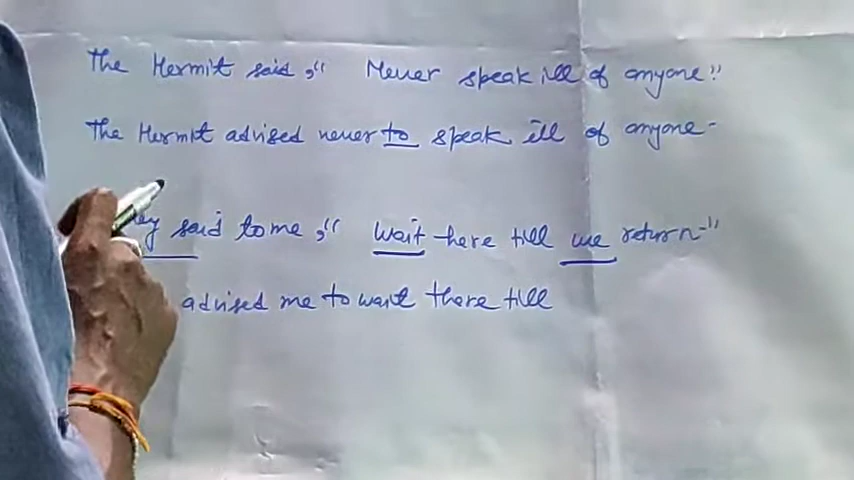 The Hermit said, " Never speak ill of anyone."
The Hermit advised never to speak ill of anyone.
said to me, " wait here till we return."
advised me to wait there till